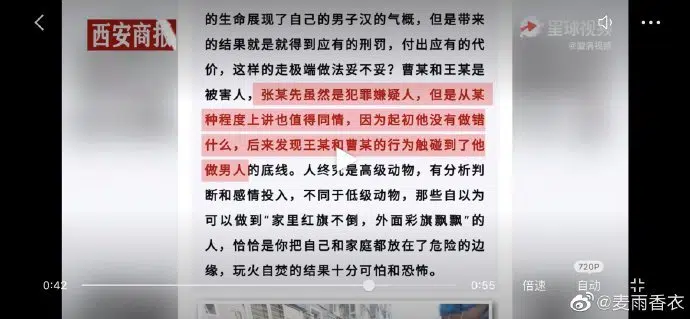 西安商报
星球视频
的生命展现了自己的男子汉的气概，但是带来
的结果就是就得到应有的刑罚，付出应有的代
价，这样的走极端做法妥不妥？曹某和王某是
被害人，张某先虽然是犯罪嫌疑人，但是从某
种程度上讲也值得同情，因为起初他没有做错
什么，后来发现王某和曹某的行为触碰到了他
做男人的底线。人终究是高级动物，有分析判
断和感情投入，不同于低级动物，那些自以为
可以做到“家里红旗不倒，外面彩旗飘飘”的
人，恰恰是你把自己和家庭都放在了危险的边
缘，玩火自焚的结果十分可怕和恐怖。
0:42
0:55
倍速
720P
自动
@麦雨香衣